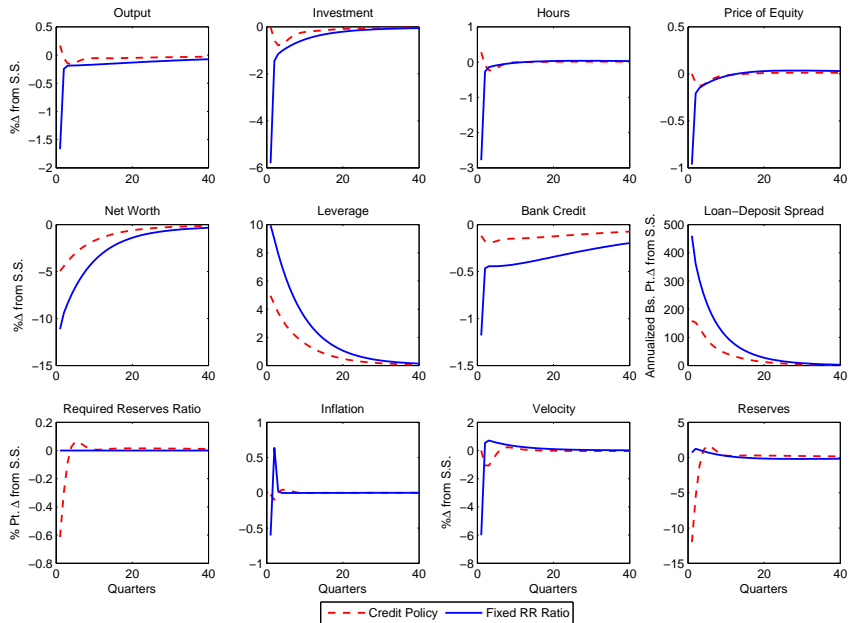 Output
Investment
Hours
Price of Equity
%Δ from S.S.
0.5
0
−0.5
−1
−1.5
−2
0 20 40
0
−2
−4
−6
0 20 40
1
0
−1
−2
−3
0 20 40
0.5
0
−0.5
−1
0 20 40
Net Worth
Leverage
Bank Credit
Loan−Deposit Spread
%Δ from S.S.
0
−5
−10
−15
0 20 40
10
8
6
4
2
0
0 20 40
0
−0.5
−1
−1.5
0 20 40
Annualized Bs. Pt.Δ from S.S.
500
400
300
200
100
0
0 20 40
Required Reserves Ratio
Inflation
Velocity
Reserves
% Pt. Δ from S.S.
0.2
0
−0.2
−0.4
−0.6
−0.8
0 20 40
Quarters
1
0.5
0
−0.5
−1
0 20 40
%Δ from S.S.
2
0
−2
−4
−6
−8
0 20 40
5
0
−5
−10
−15
0 20 40
Quarters
Credit Policy
Fixed RR Ratio